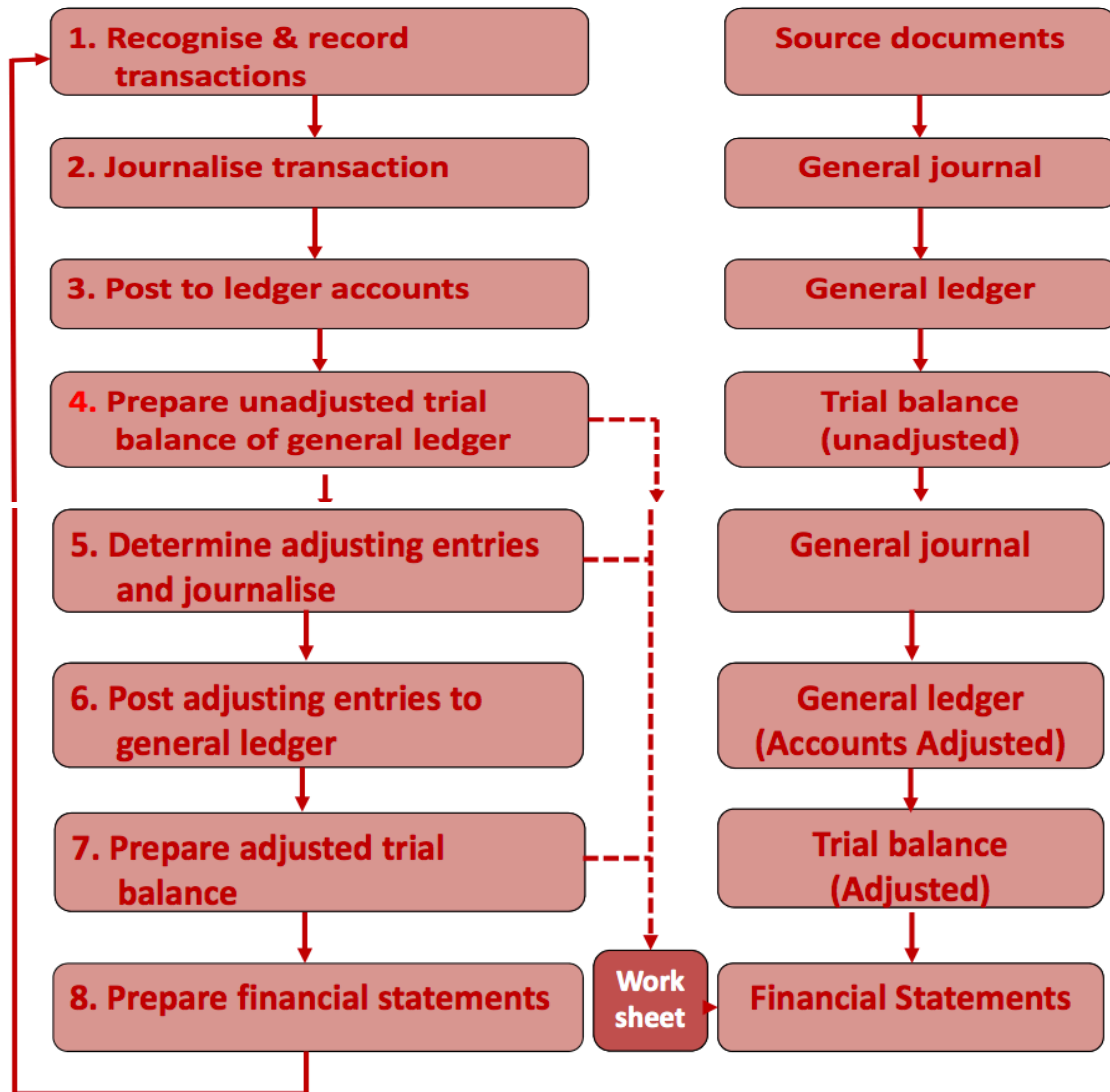 1. Recognise & record
transactions
Source documents
2. Journalise transaction
General journal
3. Post to ledger accounts
General ledger
4. Prepare unadjusted trial
balance of general ledger
Trial balance
(unadjusted)
5. Determine adjusting entries
and journalise
General journal
6. Post adjusting entries to
general ledger
General ledger
(Accounts Adjusted)
7. Prepare adjusted trial
balance
Trial balance
(Adjusted)
8. Prepare financial statements
Work
sheet
Financial Statements